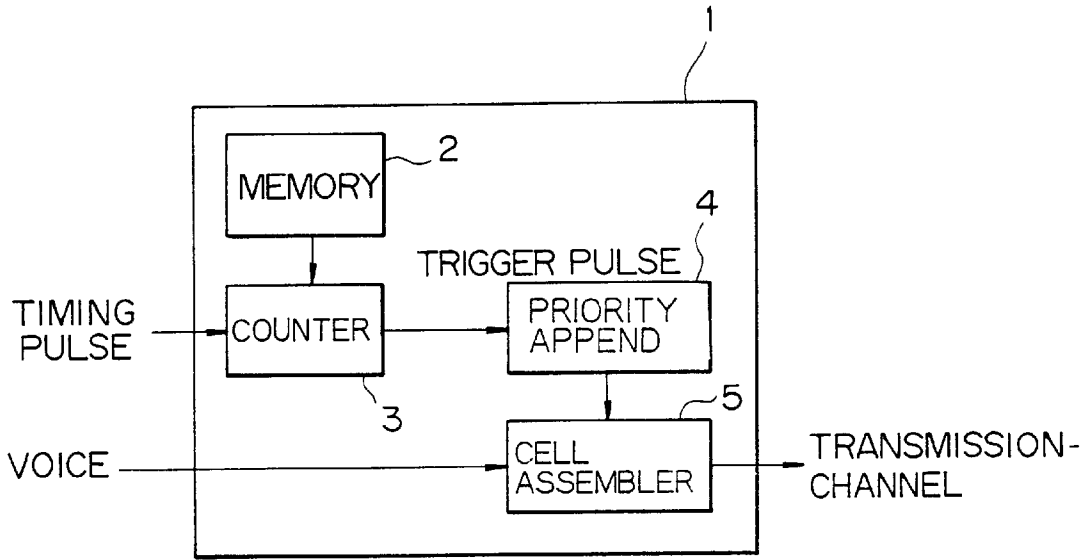 1
2
MEMORY
4
TRIGGER PULSE
TIMING
PULSE
COUNTER
PRIORITY
APPEND
3
5
VOICE
CELL
ASSEMBLER
TRANSMISSION-
CHANNEL